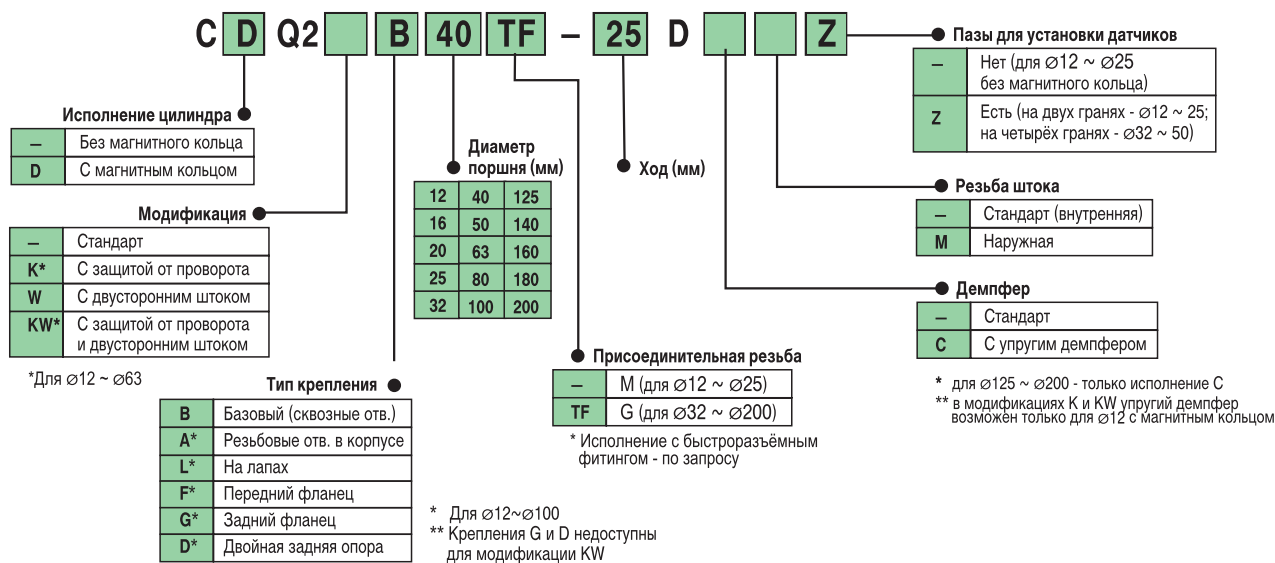 C D Q2 B 40 TF – 25 D Z
Пазы для установки датчиков
– Нет (для ∅12 ~ ∅25
без магнитного кольца)
Z Есть (на двух гранях - ∅12 ~ 25;
на четырёх гранях - ∅32 ~ 50)
Исполнение цилиндра
– Без магнитного кольца
D С магнитным кольцом
Диаметр
поршня (мм)
12 40 125
16 50 140
20 63 160
25 80 180
32 100 200
Ход (мм)
Резьба штока
– Стандарт (внутренняя)
M Наружная
Модификация
– Стандарт
K* С защитой от проворота
W С двусторонним штоком
KW* С защитой от проворота
и двусторонним штоком
*Для ∅12 ~ ∅63
Демпфер
– Стандарт
C С упругим демпфером
* для ∅125 ~ ∅200 - только исполнение С
** в модификациях K и KW упругий демпфер
возможен только для ∅12 с магнитным кольцом
Присоединительная резьба
– M (для ∅12 ~ ∅25)
TF G (для ∅32 ~ ∅200)
* Исполнение с быстроразъёмным
фитингом - по запросу
Тип крепления
B Базовый (сквозные отв.)
A* Резьбовые отв. в корпусе
L* На лапах
F* Передний фланец
G* Задний фланец
D* Двойная задняя опора
* Для ∅12~∅100
** Крепления G и D недоступны
для модификации KW